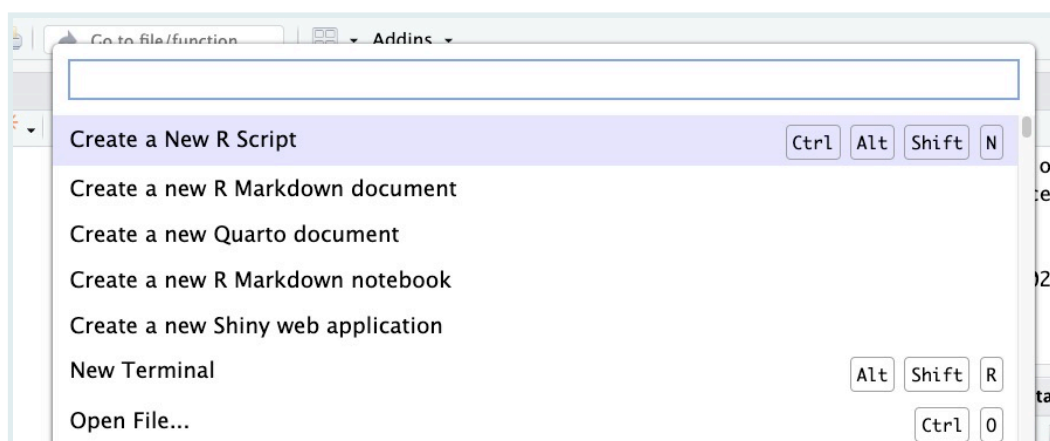 Go to file/function Addins
Create a New R Script Ctrl Alt Shift N
Create a new R Markdown document
Create a new Quarto document
Create a new R Markdown notebook
Create a new Shiny web application
New Terminal Alt Shift R
Open File... Ctrl O